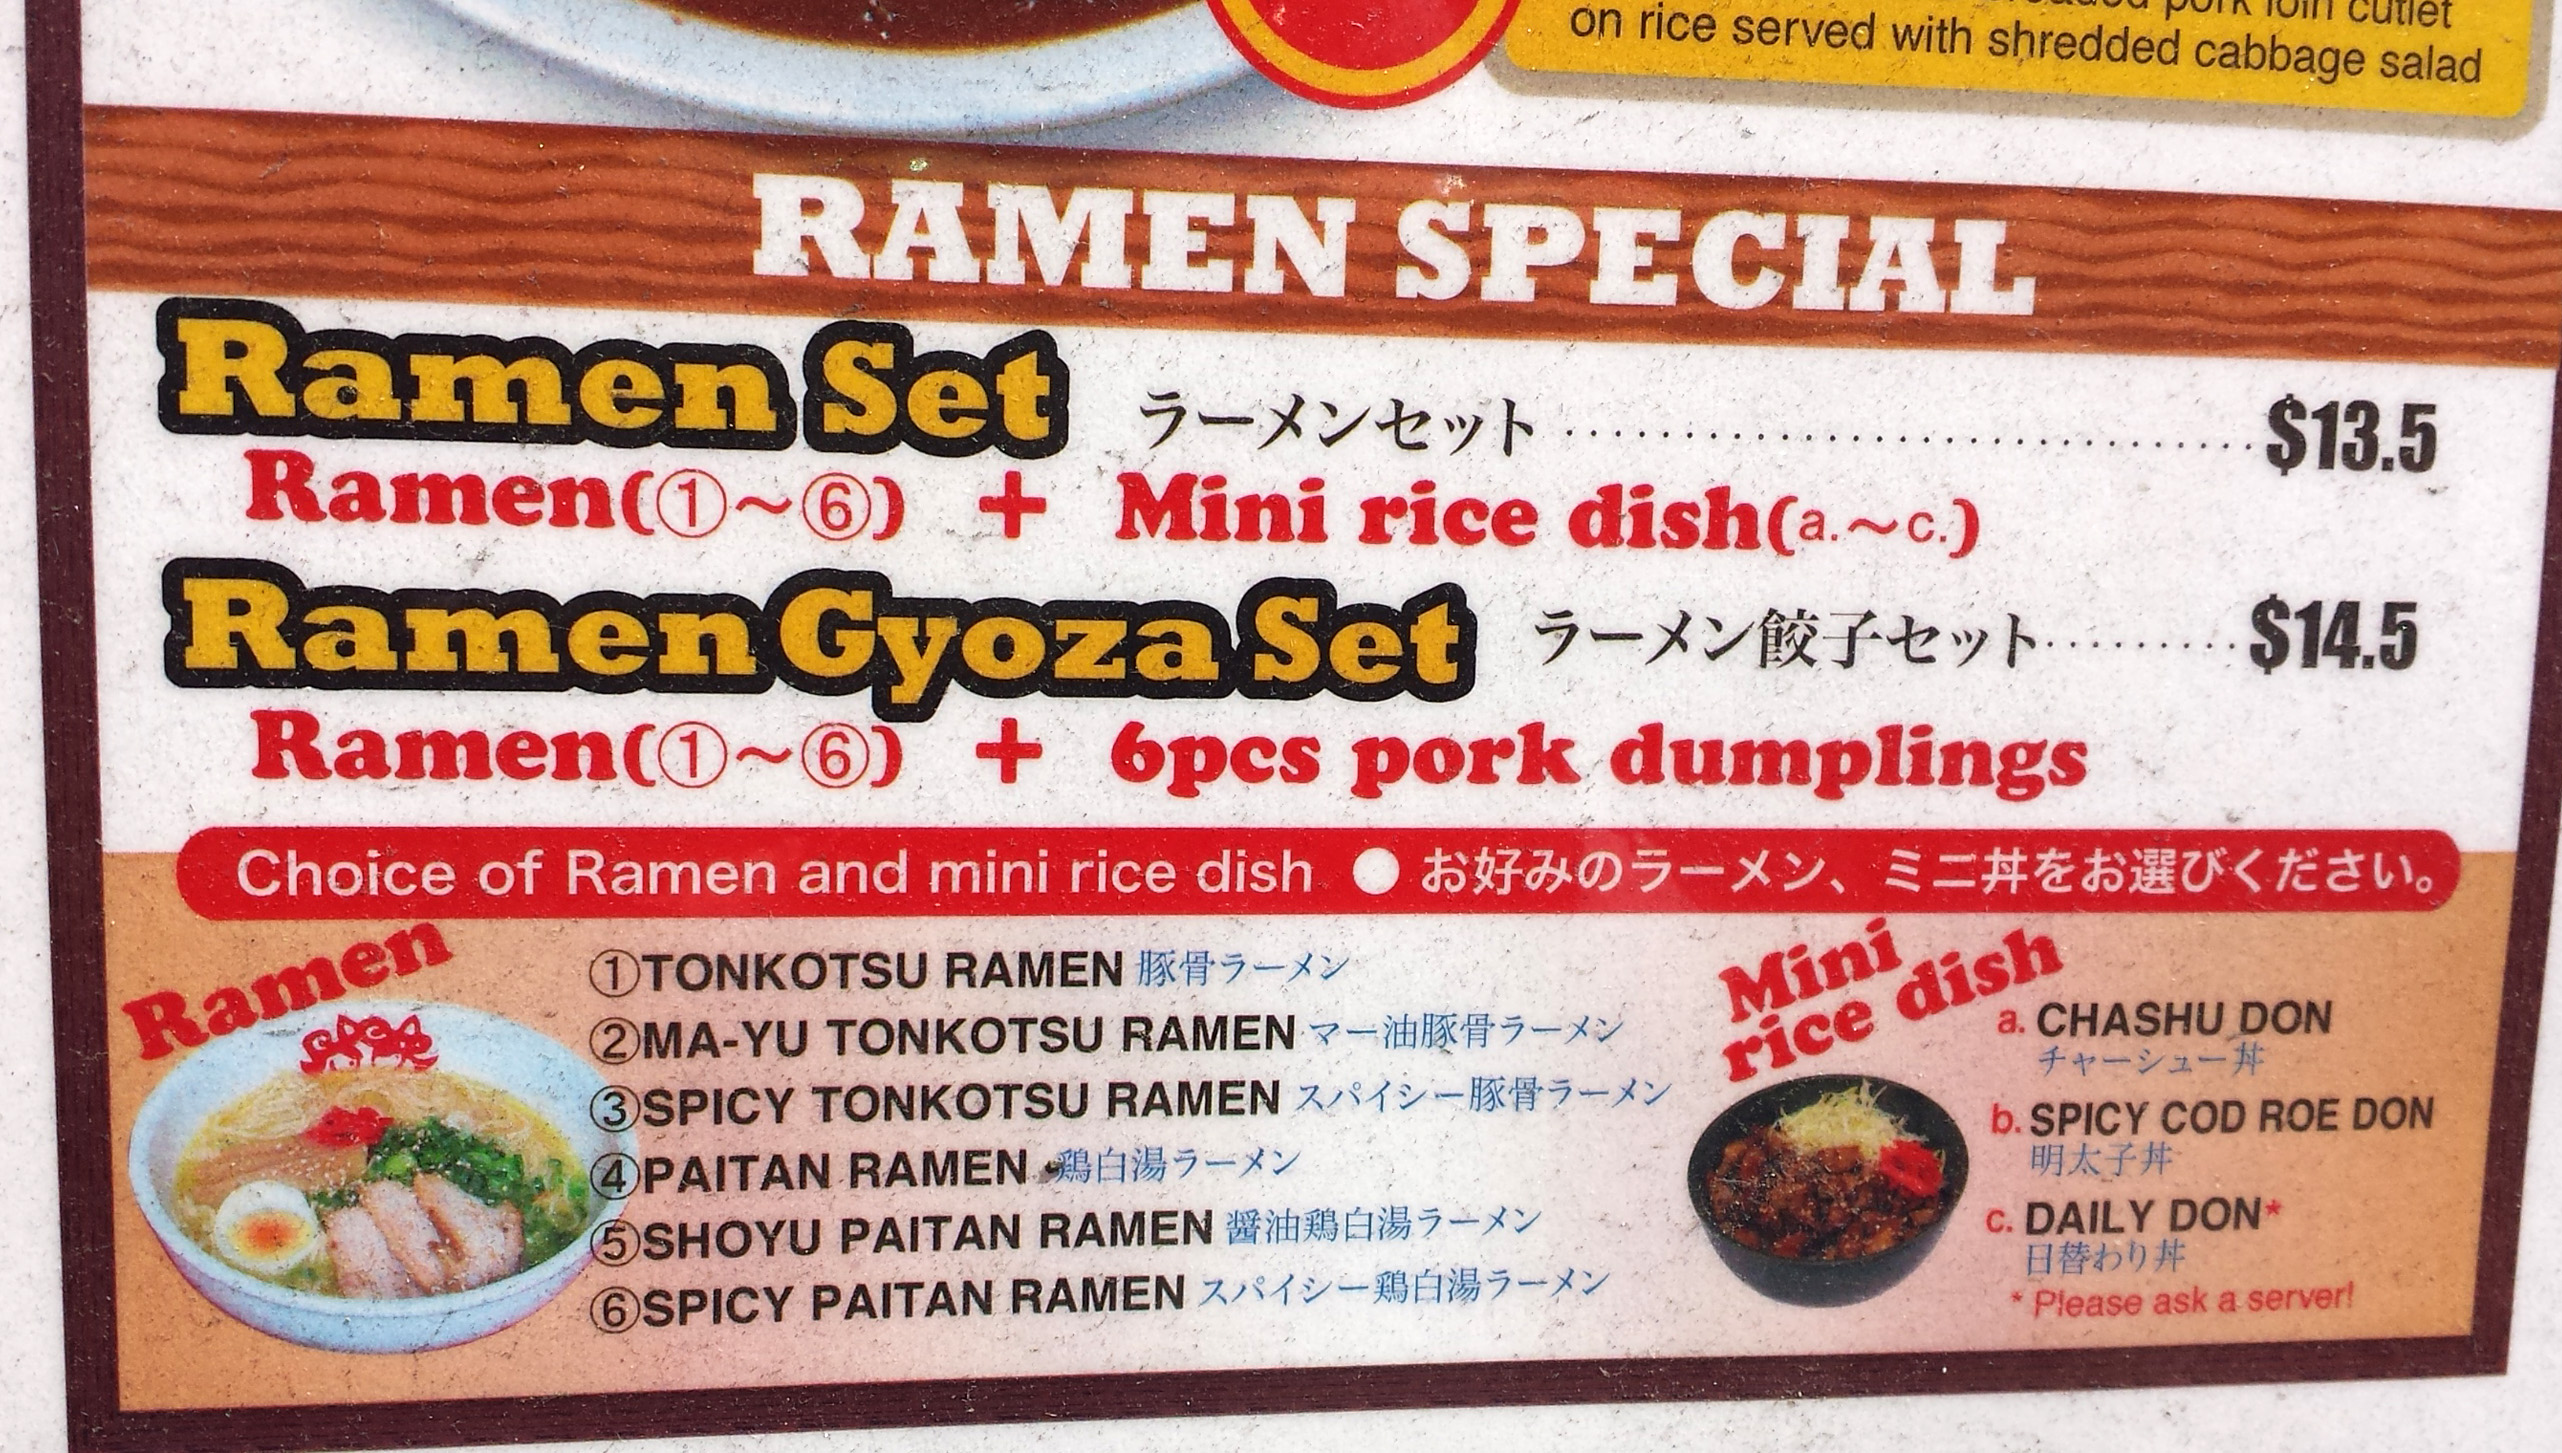 pork loin cutlet
on rice served with shredded cabbage salad
RAMEN SPECIAL
Ramen Set ラーメンセット ................................ $13.5
Ramen(①~⑥) + Mini rice dish(a.~c.)
Ramen Gyoza Set ラーメン餃子セット .......... $14.5
Ramen(①~⑥) + 6pcs pork dumplings
Choice of Ramen and mini rice dish ● お好みのラーメン、ミニ丼をお選びください。
Ramen
①TONKOTSU RAMEN 豚骨ラーメン
②MA-YU TONKOTSU RAMEN マー油豚骨ラーメン
③SPICY TONKOTSU RAMEN スパイシー豚骨ラーメン
④PAITAN RAMEN 鶏白湯ラーメン
⑤SHOYU PAITAN RAMEN 醤油鶏白湯ラーメン
⑥SPICY PAITAN RAMEN スパイシー鶏白湯ラーメン
Mini
rice dish
a. CHASHU DON
チャーシュー丼
b. SPICY COD ROE DON
明太子丼
c. DAILY DON*
日替わり丼
* Please ask a server!